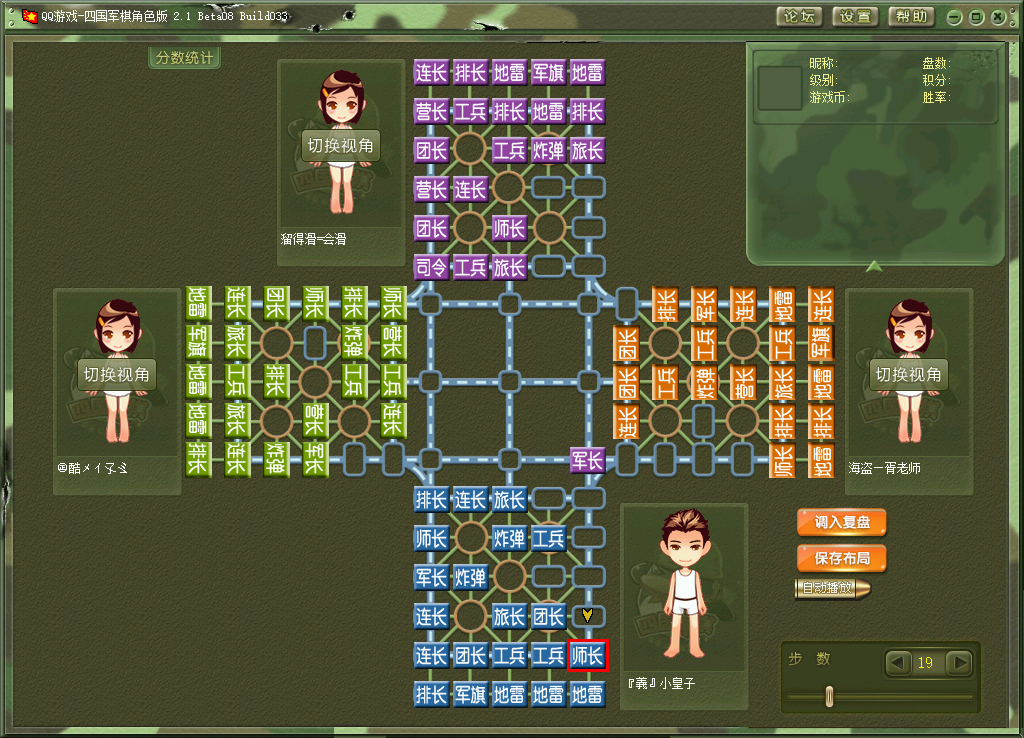 QQ游戏-四国军棋角色版 2.1 Beta08 Build033
论坛 设置 帮助
分数统计
昵称: 盘数:
级别: 积分:
游戏币: 胜率:
连长 排长 地雷 军旗 地雷
营长 工兵 排长 地雷 排长
团长 工兵 炸弹 旅长
营长 连长
团长 师长
司令 工兵 旅长
切换视角
溜得滑=会滑
地雷 连长 团长 师长 排长 师长
军旗 旅长 炸弹 营长
地雷 工兵 排长 工兵 工兵
地雷 旅长 营长 连长
排长 连长 炸弹 军长
切换视角
排长 军长 连长 地雷 连长
团长 工兵 工兵 军旗
团长 工兵 炸弹 营长 旅长 地雷
连长 排长 排长
军长 师长 地雷
切换视角
海盗一胥老师
排长 连长 旅长
师长 炸弹 工兵
军长 炸弹
连长 旅长 团长
连长 团长 工兵 工兵 师长
排长 军旗 地雷 地雷 地雷
『義』小皇子
调入复盘
保存布局
自动播放
步 数 19